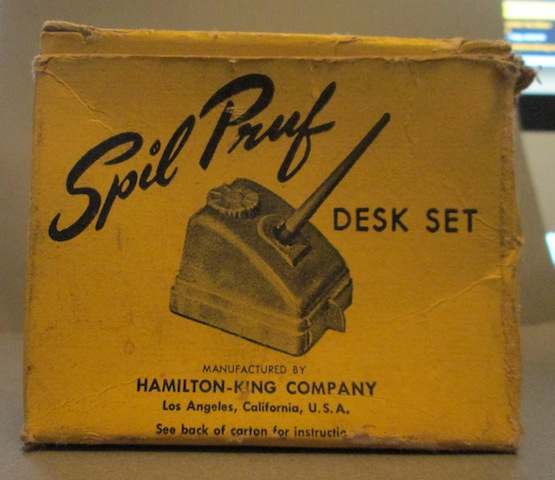 Spil Pruf
DESK SET
MANUFACTURED BY
HAMILTON-KING COMPANY
Los Angeles, California, U.S.A.
See back of carton for